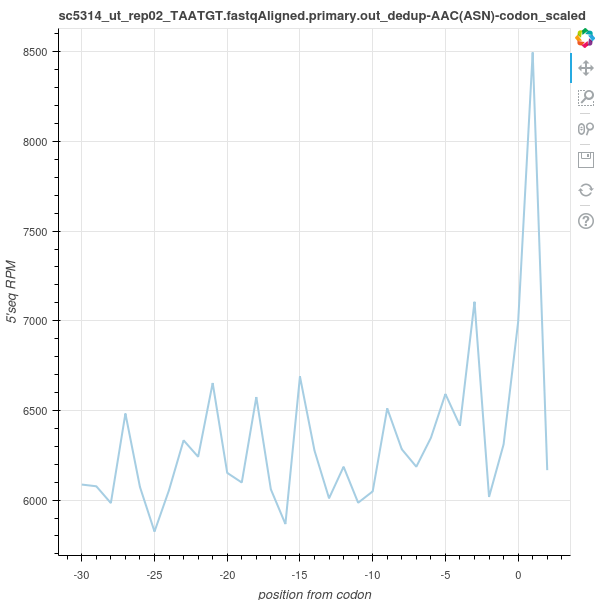 sc5314_ut_rep02_TAATGT.fastqAligned.primary.out_dedup-AAC(ASN)-codon_scaled
8500
8000
7500
7000
6500
6000
5'seq RPM
-30 -25 -20 -15 -10 -5 0
position from codon